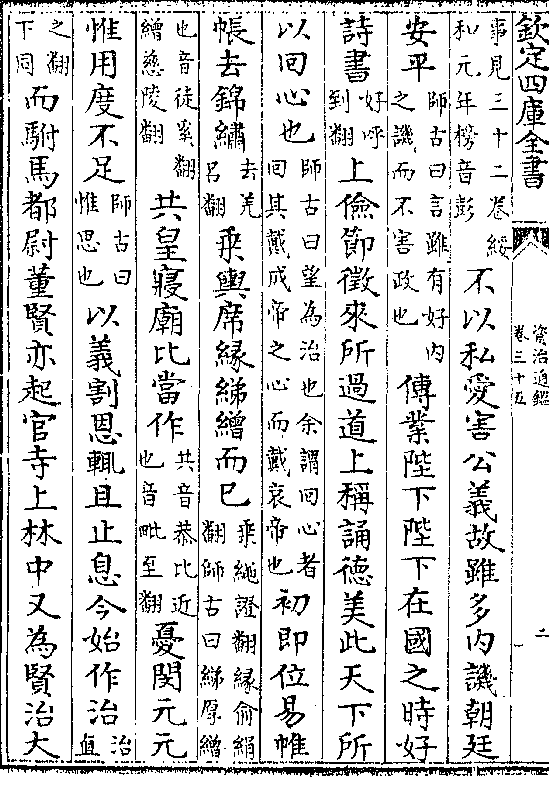 欽定四庫全書
資治通鑑
卷三十五
二
事見三十二卷綏
和元年楞音彭
不以私愛害公義故雖多内譏朝廷
安平
師古曰言雖有好内
之譏而不害政也
傳業陛下陛下在國之時好
詩書
好呼
到翻
上儉節徵來所過道上稱誦德美此天下所
以回心也
師古曰望為治也余謂回心者
回其戴成帝之心而戴哀帝也
初即位易帷
帳去錦繡
去羌
吕翻
乗輿席緣綈繒而已
乗繩證翻緣俞絹
翻師古曰綈厚繒
也音徒奚翻
繒慈陵翻
共皇寢廟比當作
共音恭比近
也音毗至翻
憂閔元元
惟用度不足
師古曰
惟思也
以義割恩輒且止息今始作治
治直
之翻
下同
而駙馬都尉董賢亦起官寺上林中又為賢治大